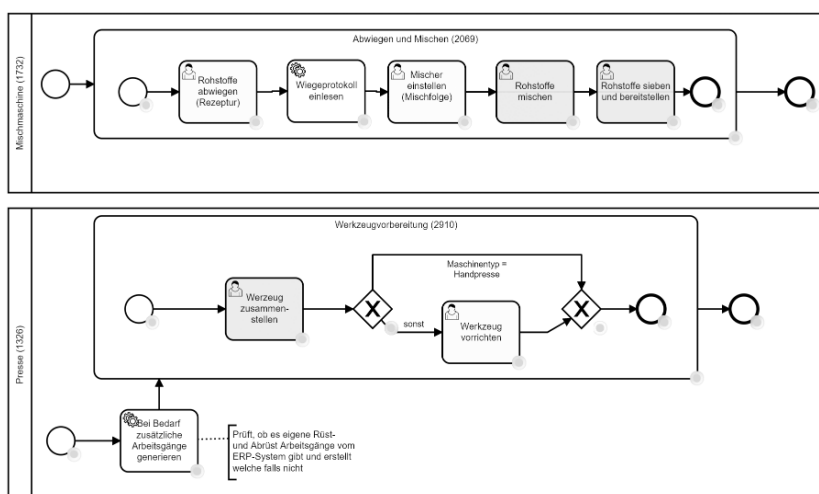 Mischmaschine (1732)
Abwiegen und Mischen (2069)
Rohstoffe
abwiegen
(Rezeptur)
Wiegeprotokoll
einlesen
Mischer
einstellen
(Mischfolge)
Rohstoffe
mischen
Rohstoffe sieben
und bereitstellen
Presse (1326)
Werkzeugvorbereitung (2910)
Werzeug
zusammen-
stellen
Maschinentyp =
Handpresse
sonst
Werkzeug
vorrichten
Bei Bedarf
zusätzliche
Arbeitsgänge
generieren
Prüft, ob es eigene Rüst-
und Abrüst Arbeitsgänge vom
ERP-System gibt und erstellt
welche falls nicht